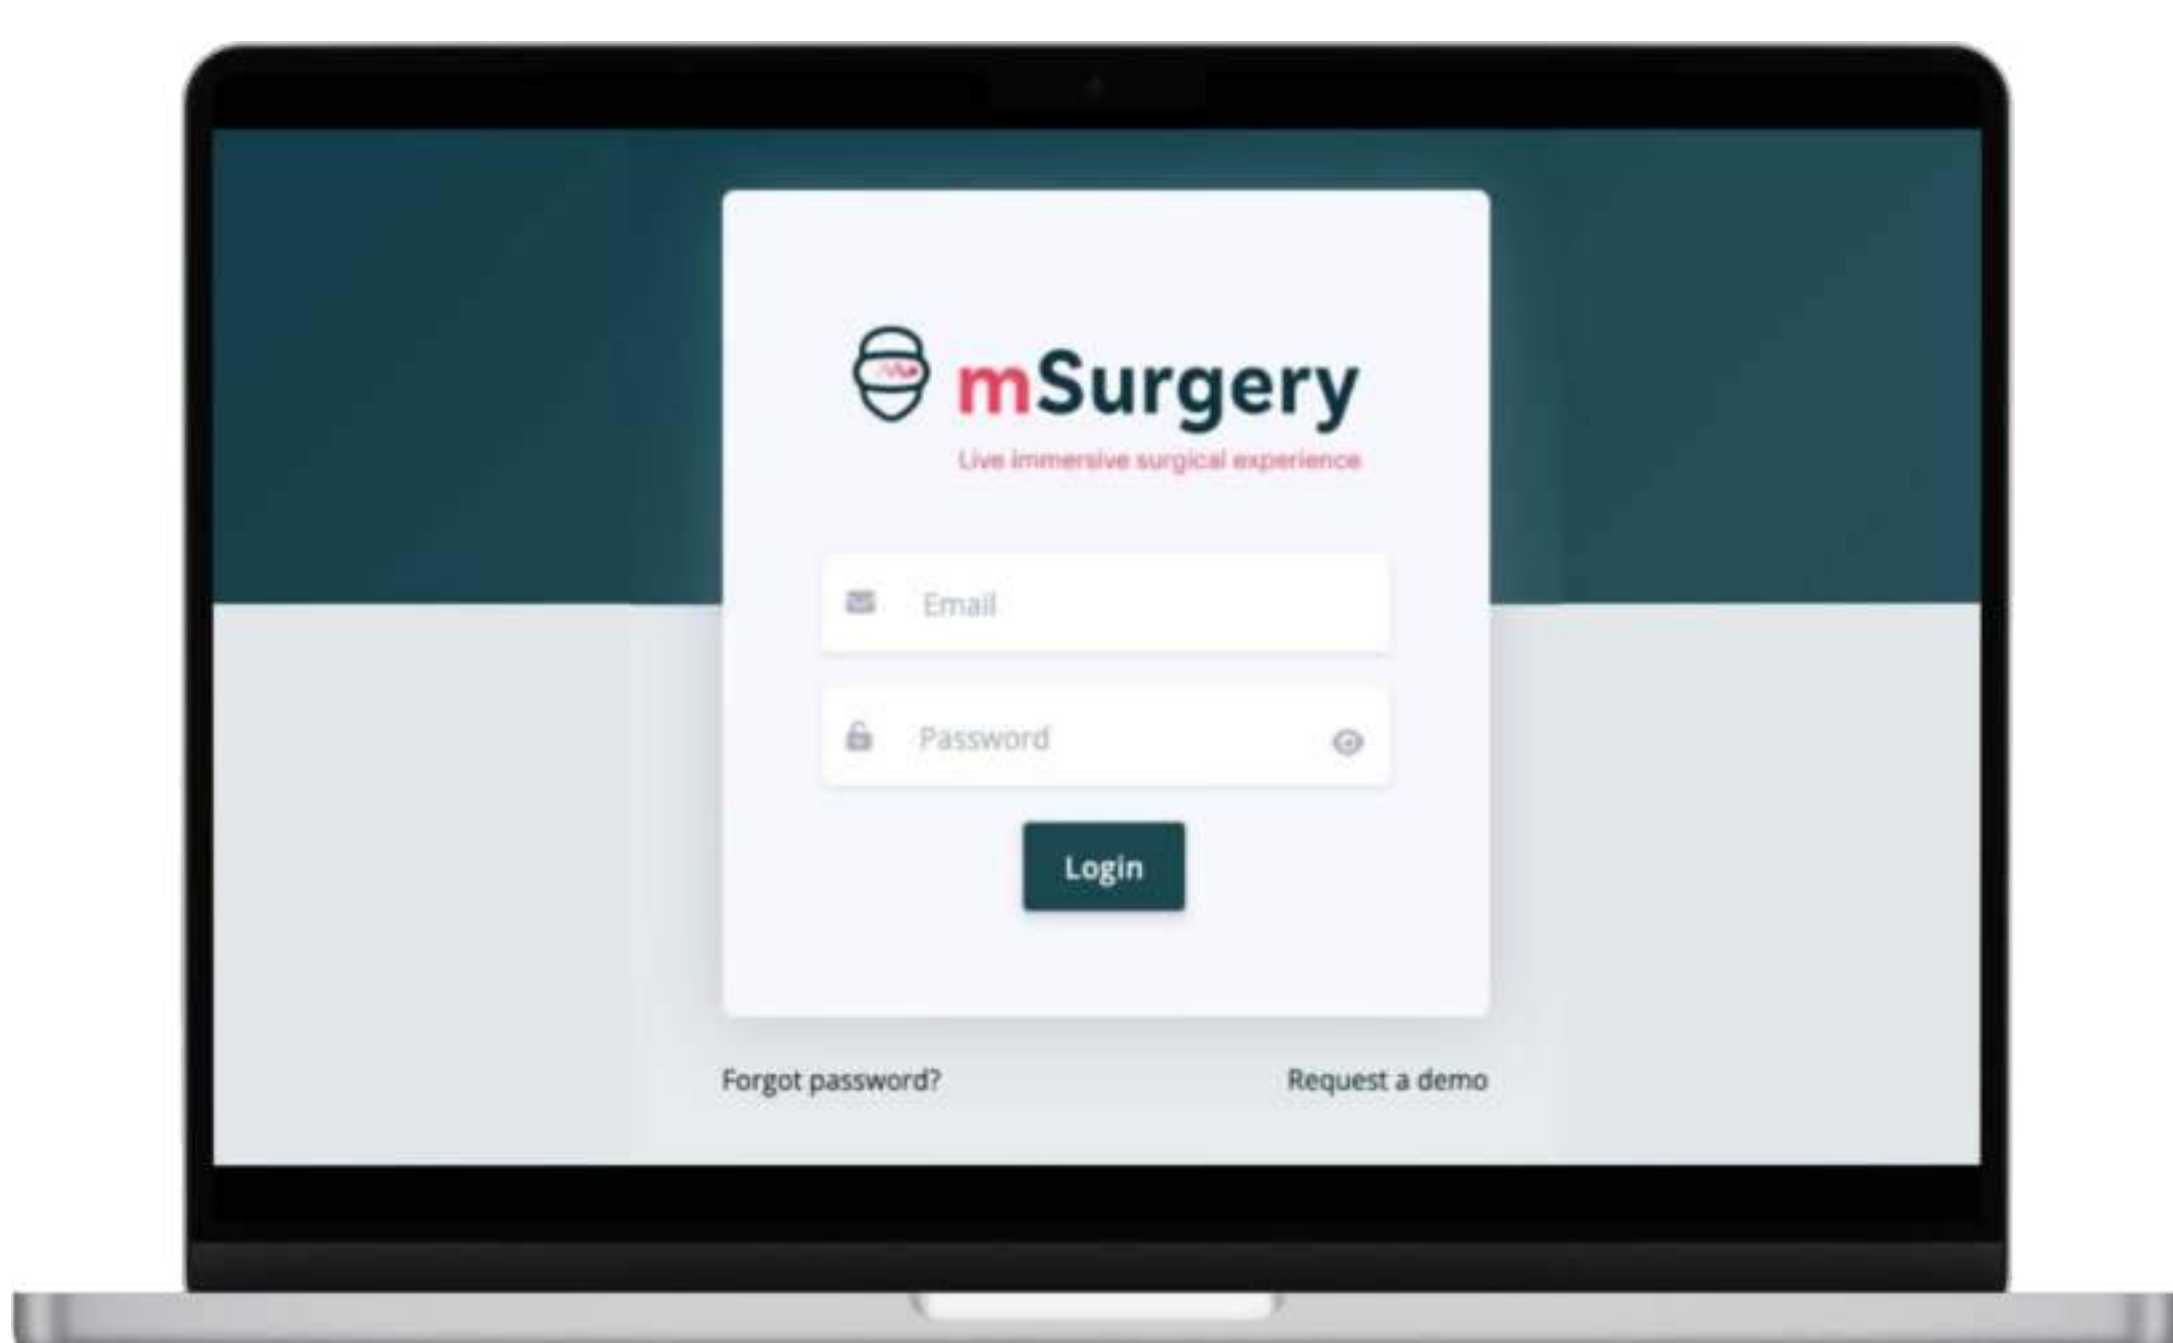 mSurgery
Live immersive surgical experience
Email
Password
Login
Forgot password?
Request a demo